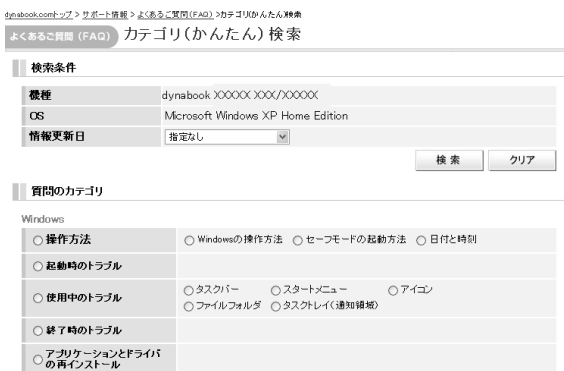 dynabook.comトップ > サポート情報 > よくあるご質問(FAQ) >カテゴリ(かんたん)検索
よくあるご質問 (FAQ) カテゴリ(かんたん) 検索
検索条件
機種 dynabook XXXXX XXX/XXXXX
OS Microsoft Windows XP Home Edition
情報更新日 指定なし
検 索 クリア
質問のカテゴリ
Windows
操作方法 Windowsの操作方法 セーフモードの起動方法 日付と時刻
起動時のトラブル
使用中のトラブル タスクバー スタートメニュー アイコン
ファイルフォルダ タスクトレイ(通知領域)
終了時のトラブル
アプリケーションとドライバ
の再インストール